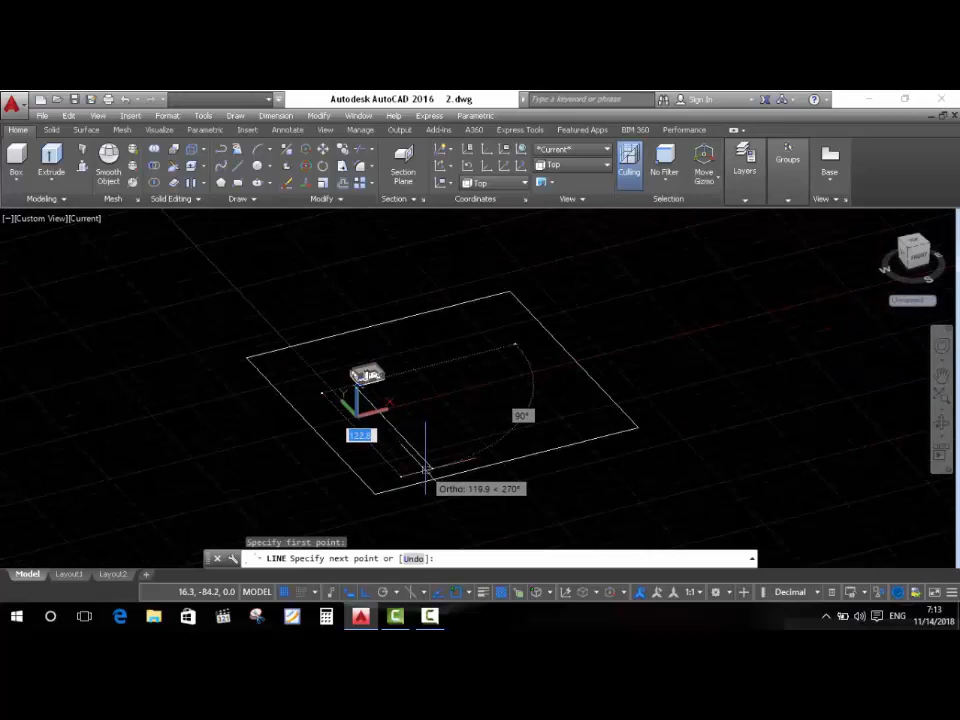 Autodesk AutoCAD 2016 2.dwg
Type a keyword or phrase
Sign In
File Edit View Insert Format Tools Draw Dimension Modify Window Help Express Parametric
Home Solid Surface Mesh Visualize Parametric Insert Annotate View Manage Output Add-ins A360 Express Tools Featured Apps BIM 360 Performance
*Current*
Top
Top
Box Extrude Smooth Object Section Plane Culling No Filter Move Gizmo Layers Groups Base
Modeling Mesh Solid Editing Draw Modify Section Coordinates View Selection View
[−][Custom View][Current]
TOP
FRONT
W
S
Unnamed
X
90°
Ortho: 119.9 < 270°
Specify first point:
LINE Specify next point or [Undo]:
Model Layout1 Layout2 +
16.3, -84.2, 0.0 MODEL 1:1 Decimal
ENG
7:13
11/14/2018